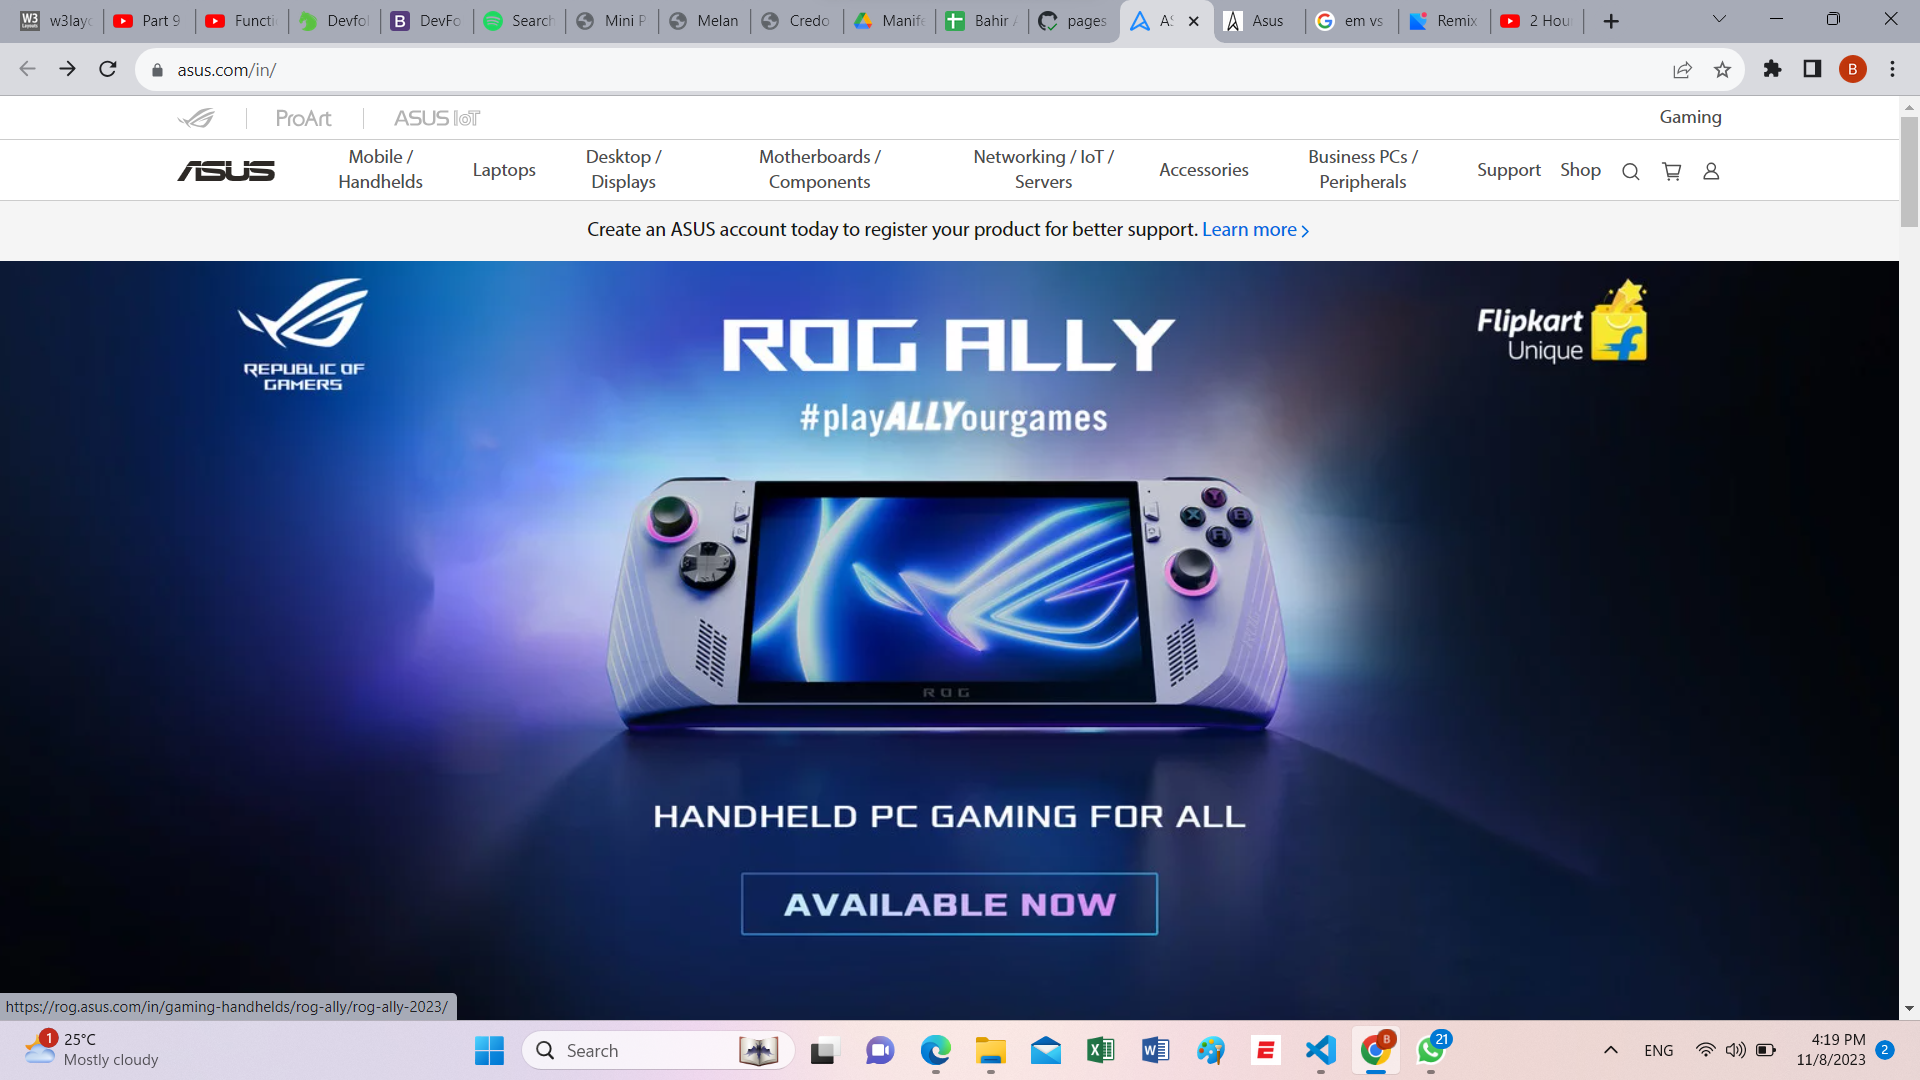 W3 w3layo
Part 9
Functi
Devfol
B DevFo
Search
Mini P
Melan
Credo
Manife
Bahir A
pages
AS
Asus
em vs
Remix
2 Hou
asus.com/in/
B
ProArt
ASUS IoT
Gaming
ASUS
Mobile /
Handhelds
Laptops
Desktop /
Displays
Motherboards /
Components
Networking / IoT /
Servers
Accessories
Business PCs /
Peripherals
Support
Shop
Create an ASUS account today to register your product for better support. Learn more
REPUBLIC OF
GAMERS
ROG ALLY
#playALLYourgames
Flipkart
Unique
Y
X
B
A
ROG
HANDHELD PC GAMING FOR ALL
AVAILABLE NOW
https://rog.asus.com/in/gaming-handhelds/rog-ally/rog-ally-2023/
1
25°C
Mostly cloudy
Search
B
21
ENG
4:19 PM
11/8/2023
2